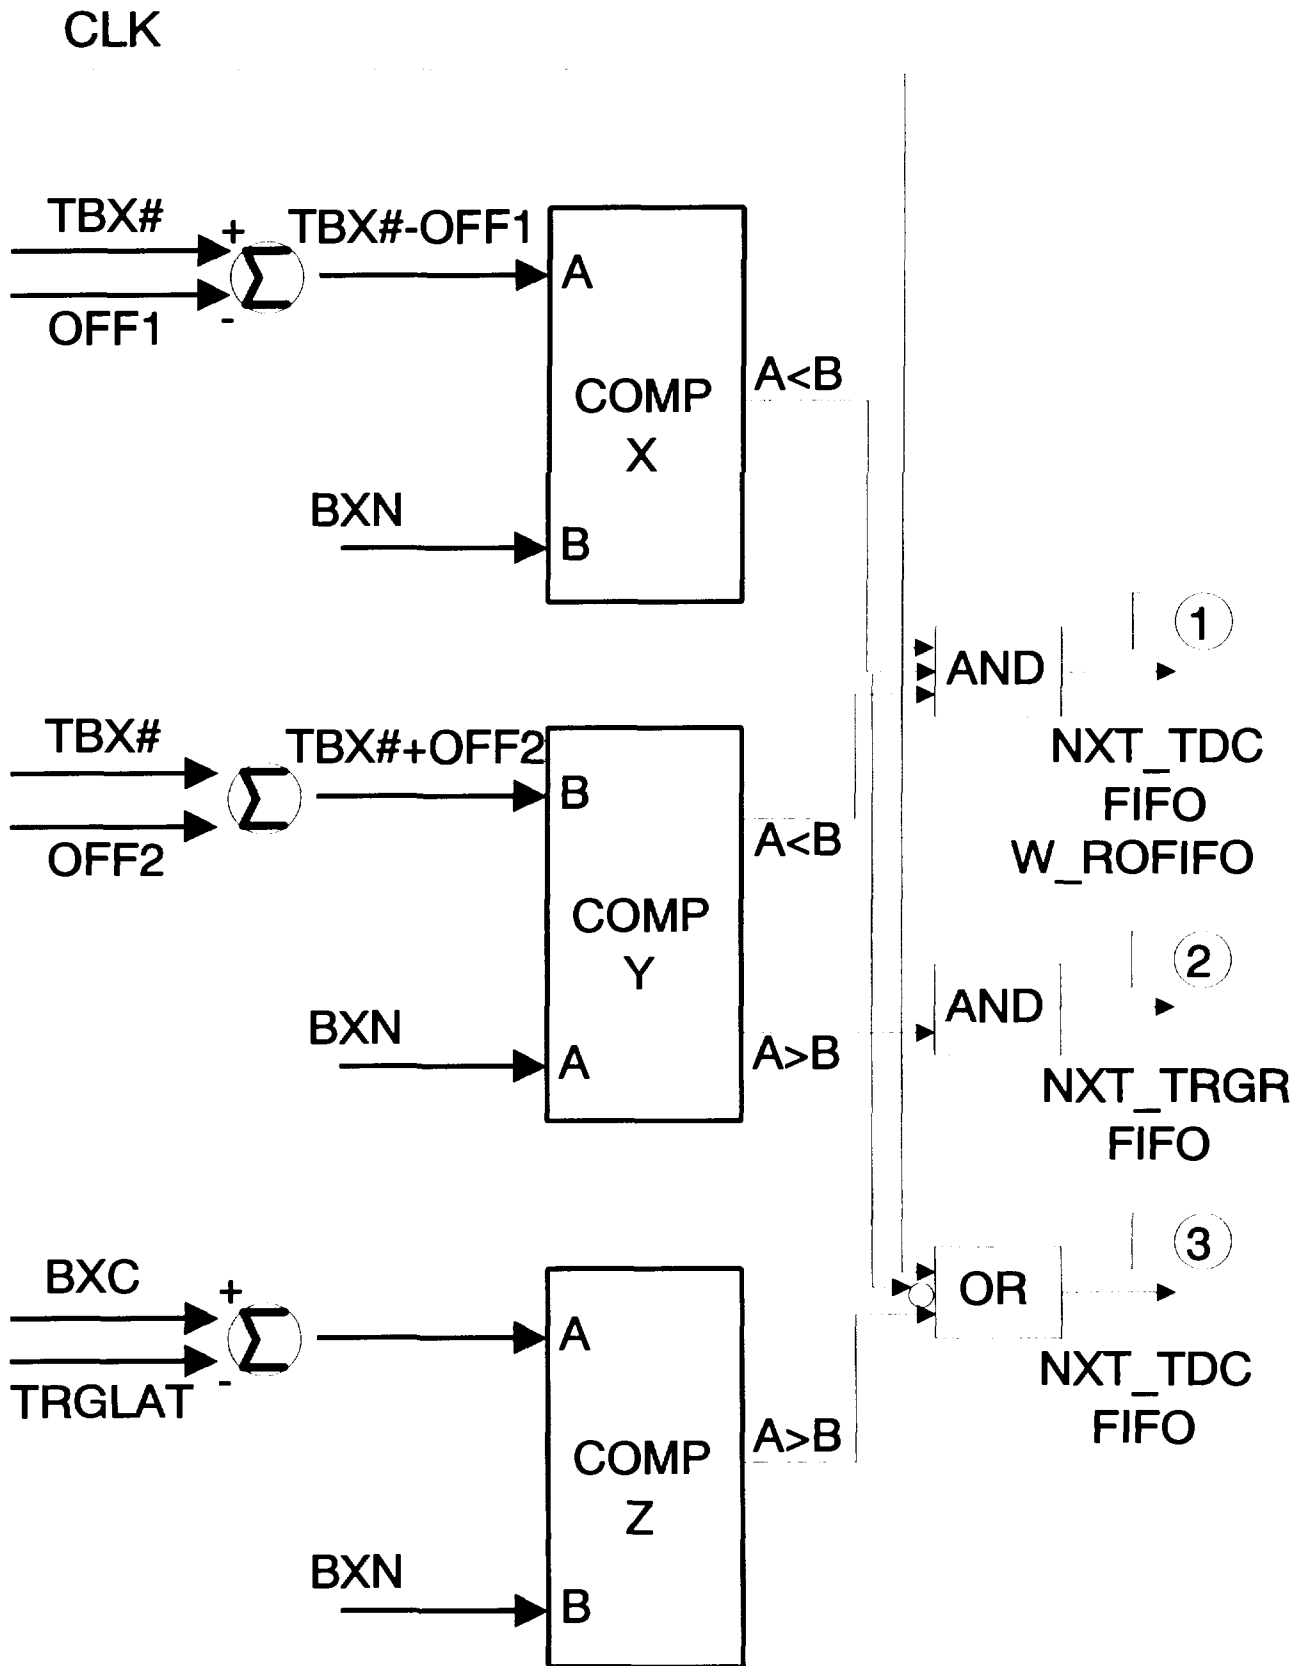 CLK
TBX#
+
TBX#-OFF1
Σ
-
OFF1
A
A<B
COMP
X
BXN
B
1
AND
NXT_TDC
FIFO
W_ROFIFO
TBX#
TBX#+OFF2
Σ
OFF2
B
A<B
COMP
Y
BXN
A
A>B
2
AND
NXT_TRGR
FIFO
BXC
+
Σ
-
TRGLAT
A
A>B
COMP
Z
BXN
B
3
OR
NXT_TDC
FIFO